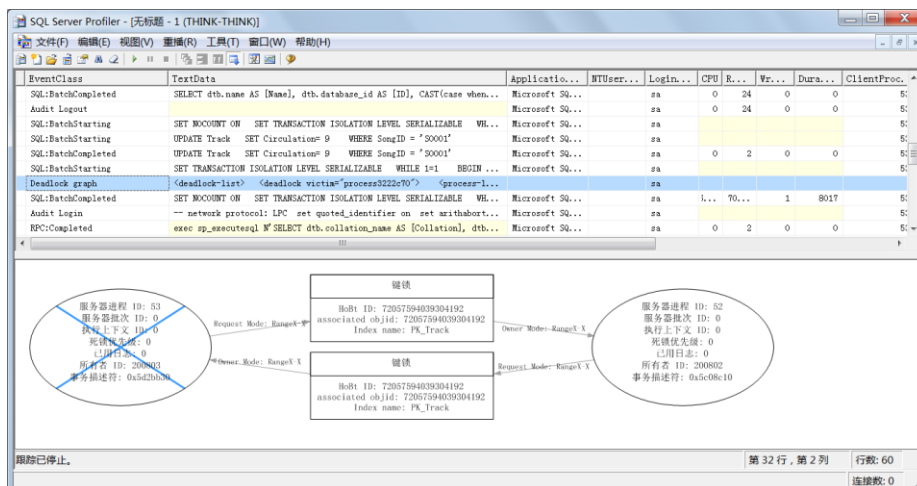 SQL Server Profiler - [无标题 - 1 (THINK-THINK)]
文件(F) 编辑(E) 视图(V) 重播(R) 工具(T) 窗口(W) 帮助(H)
EventClass TextData Applicatio... NTUser... Login... CPU R... Wr... Dura... ClientProc.
SQL:BatchCompleted SELECT dtb.name AS [Name], dtb.database_id AS [ID], CAST(case when... Microsoft SQ... sa 0 24 0 0
Audit Logout Microsoft SQ... sa 0 24 0 0
SQL:BatchStarting SET NOCOUNT ON SET TRANSACTION ISOLATION LEVEL SERIALIZABLE WH... Microsoft SQ... sa
SQL:BatchStarting UPDATE Track SET Circulation= 9 WHERE SongID = 'S0001' Microsoft SQ... sa
SQL:BatchCompleted UPDATE Track SET Circulation= 9 WHERE SongID = 'S0001' Microsoft SQ... sa 0 2 0 0
SQL:BatchStarting SET TRANSACTION ISOLATION LEVEL SERIALIZABLE WHILE 1=1 BEGIN ... Microsoft SQ... sa
Deadlock graph <deadlock-list> <deadlock victim="process3222c70"> <process-l... sa
SQL:BatchCompleted SET NOCOUNT ON SET TRANSACTION ISOLATION LEVEL SERIALIZABLE WH... Microsoft SQ... sa 70... 1 8017
Audit Login -- network protocol: LPC set quoted_identifier on set arithabort... Microsoft SQ... sa
RPC:Completed exec sp_executesql N'SELECT dtb.collation_name AS [Collation], dtb... Microsoft SQ... sa 0 2 0 0
服务器进程 ID: 53
服务器批次 ID: 0
执行上下文 ID: 0
死锁优先级: 0
已用日志: 0
所有者 ID: 200803
事务描述符: 0x5d2bb30
Request Mode: RangeX-X
Owner Mode: RangeX-X
键锁
HoBt ID: 72057594039304192
associated objid: 72057594039304192
Index name: PK_Track
键锁
HoBt ID: 72057594039304192
associated objid: 72057594039304192
Index name: PK_Track
Owner Mode: RangeX-X
Request Mode: RangeX-X
服务器进程 ID: 52
服务器批次 ID: 0
执行上下文 ID: 0
死锁优先级: 0
已用日志: 0
所有者 ID: 200802
事务描述符: 0x5c08c10
跟踪已停止。
第 32 行，第 2 列 行数: 60
连接数: 0